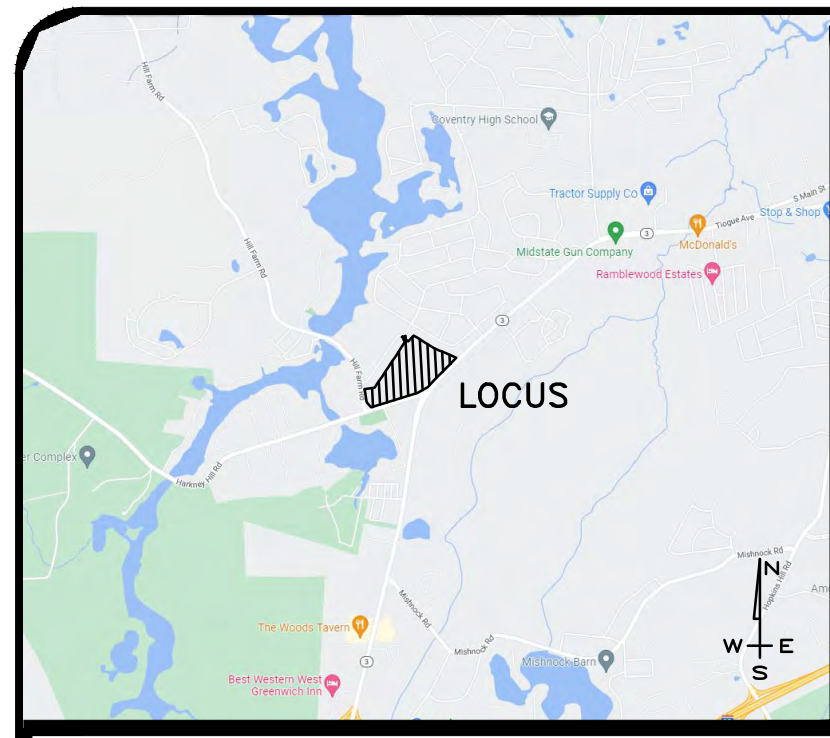 Hill Farm Rd
Coventry High School
Tractor Supply Co
S Main St
Stop & Shop
Tiogue Ave
3
McDonald's
Midstate Gun Company
Ramblewood Estates
Hill Farm Rd
3
Hill Farm Rd
LOCUS
er Complex
Harkney Hill Rd
Mishnock Rd
N
Hopkins Hill Rd
Am
Mishnock Rd
The Woods Tavern
W E
Mishnock Rd
3
Mishnock Barn
S
Best Western West
Greenwich Inn